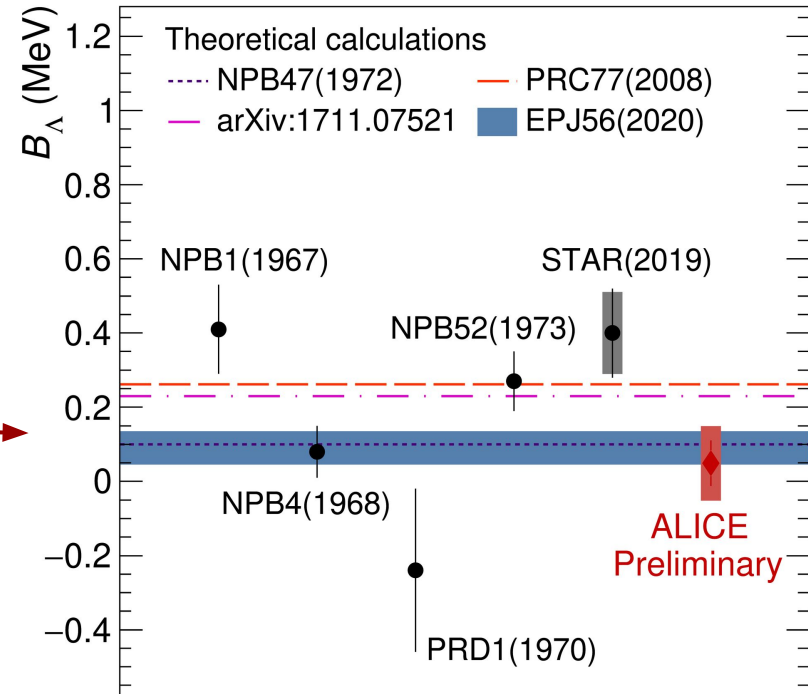 B_Λ (MeV)
Theoretical calculations
NPB47(1972)
PRC77(2008)
arXiv:1711.07521
EPJ56(2020)
1.2
1
0.8
0.6
0.4
0.2
0
−0.2
−0.4
NPB1(1967)
STAR(2019)
NPB52(1973)
NPB4(1968)
ALICE
Preliminary
PRD1(1970)